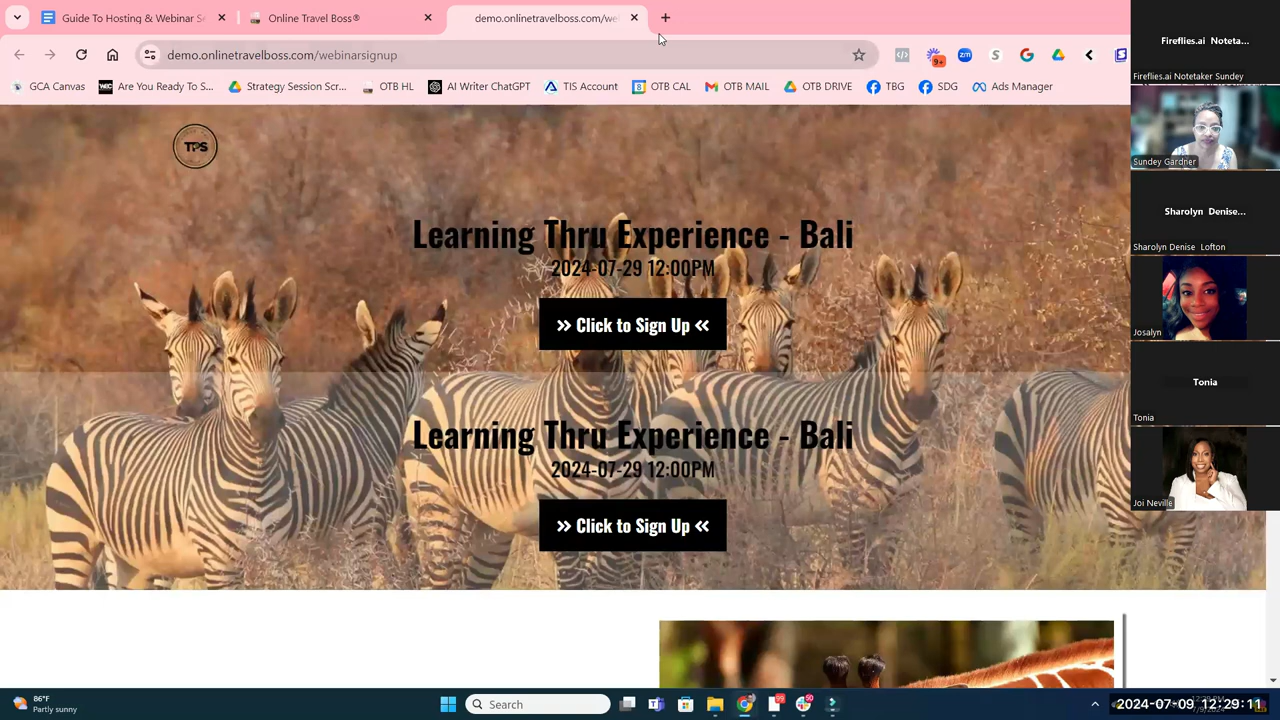 Guide To Hosting & Webinar S
Online Travel Boss®
demo.onlinetravelboss.com/we
demo.onlinetravelboss.com/webinarsignup
9+
zm
GCA Canvas
Are You Ready To S...
Strategy Session Scr...
OTB HL
AI Writer ChatGPT
TIS Account
OTB CAL
OTB MAIL
OTB DRIVE
TBG
SDG
Ads Manager
TPS
Learning Thru Experience - Bali
2024-07-29 12:00PM
>> Click to Sign Up <<
Learning Thru Experience - Bali
2024-07-29 12:00PM
>> Click to Sign Up <<
Fireflies.ai Noteta...
Fireflies.ai Notetaker Sundey
Sundey Gardner
Sharolyn Denise...
Sharolyn Denise Lofton
Josalyn
Tonia
Tonia
Joi Neville
86°F
Partly sunny
Search
2024-07-09 12:29:11